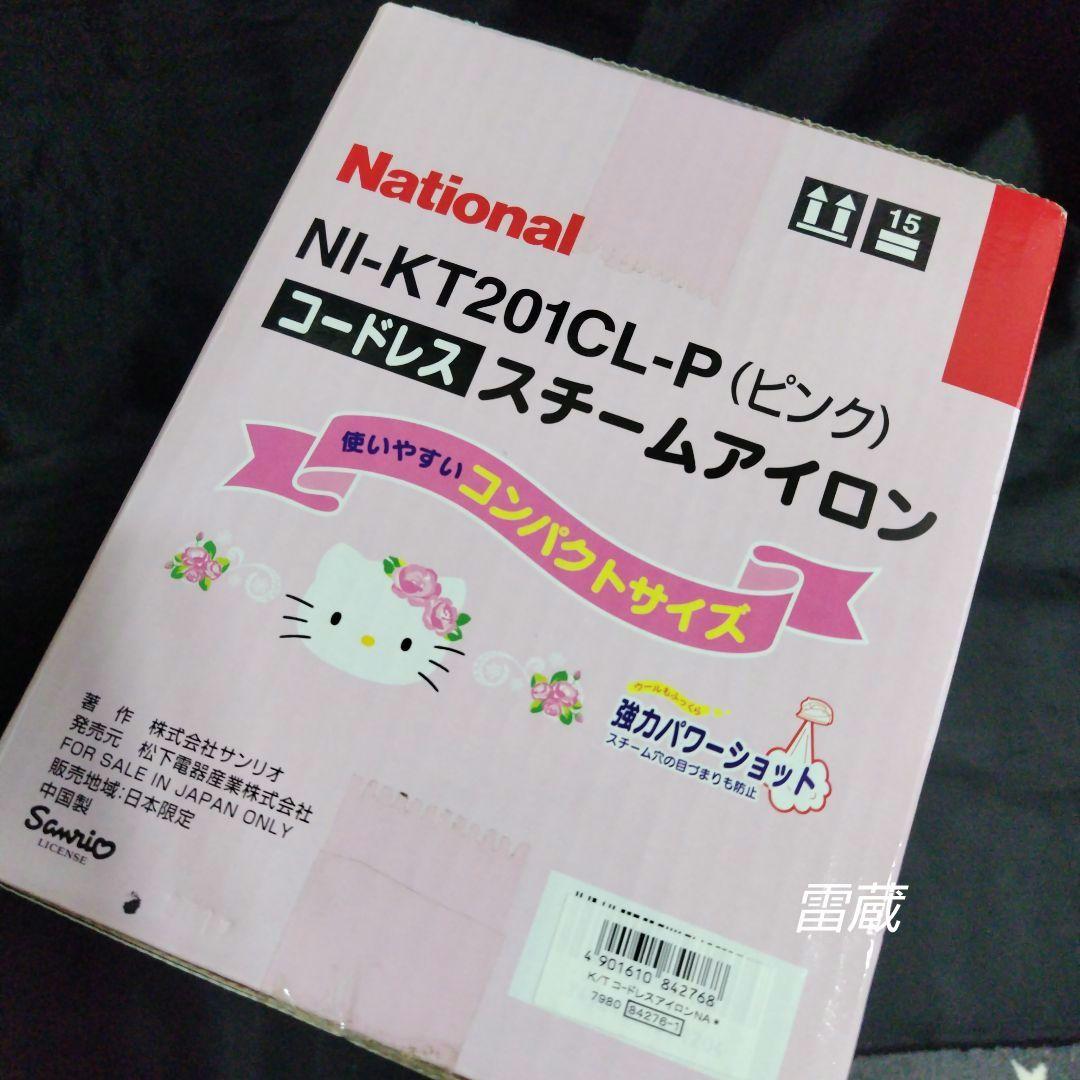 National
15
NI-KT201CL-P（ピンク）
コードレス スチームアイロン
使いやすい コンパクトサイズ
ウールもふっくら
強力パワーショット
スチーム穴の目づまりも防止
著 作 株式会社サンリオ
発売元 松下電器産業株式会社
FOR SALE IN JAPAN ONLY
販売地域:日本限定
中国製
Sanrio
LICENSE
4 901610 842768
K/T コードレスアイロンNA*
7980 84276-1
雷蔵